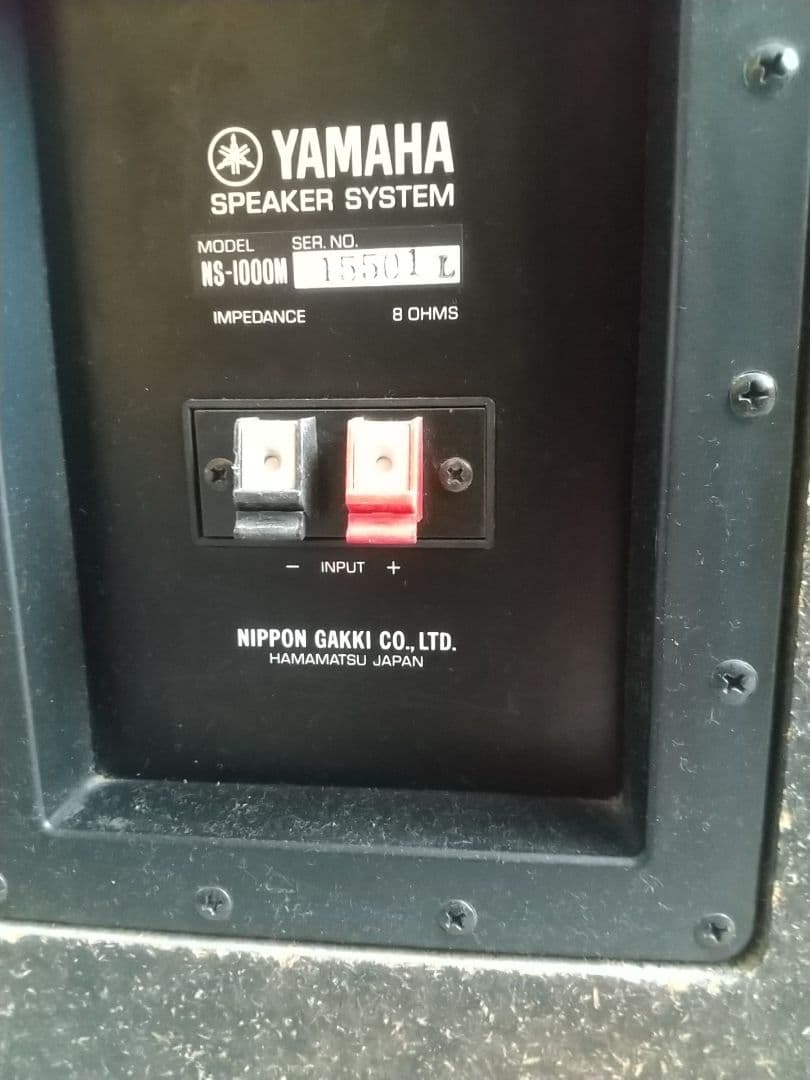 YAMAHA
SPEAKER SYSTEM
MODEL SER. NO.
NS-1000M 15501 L
IMPEDANCE 8 OHMS
− INPUT +
NIPPON GAKKI CO., LTD.
HAMAMATSU JAPAN